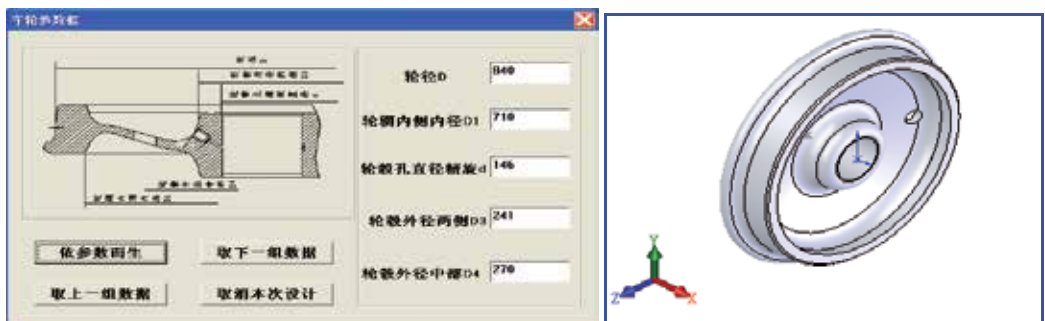 车轮参数框
轮径D
840
轮辋内侧内径D1
710
轮毂孔直径精旋d
146
轮毂外径两侧D3
241
轮毂外径中部D4
270
依参数而生
取下一组数据
取上一组数据
取消本次设计
Y
Z
X